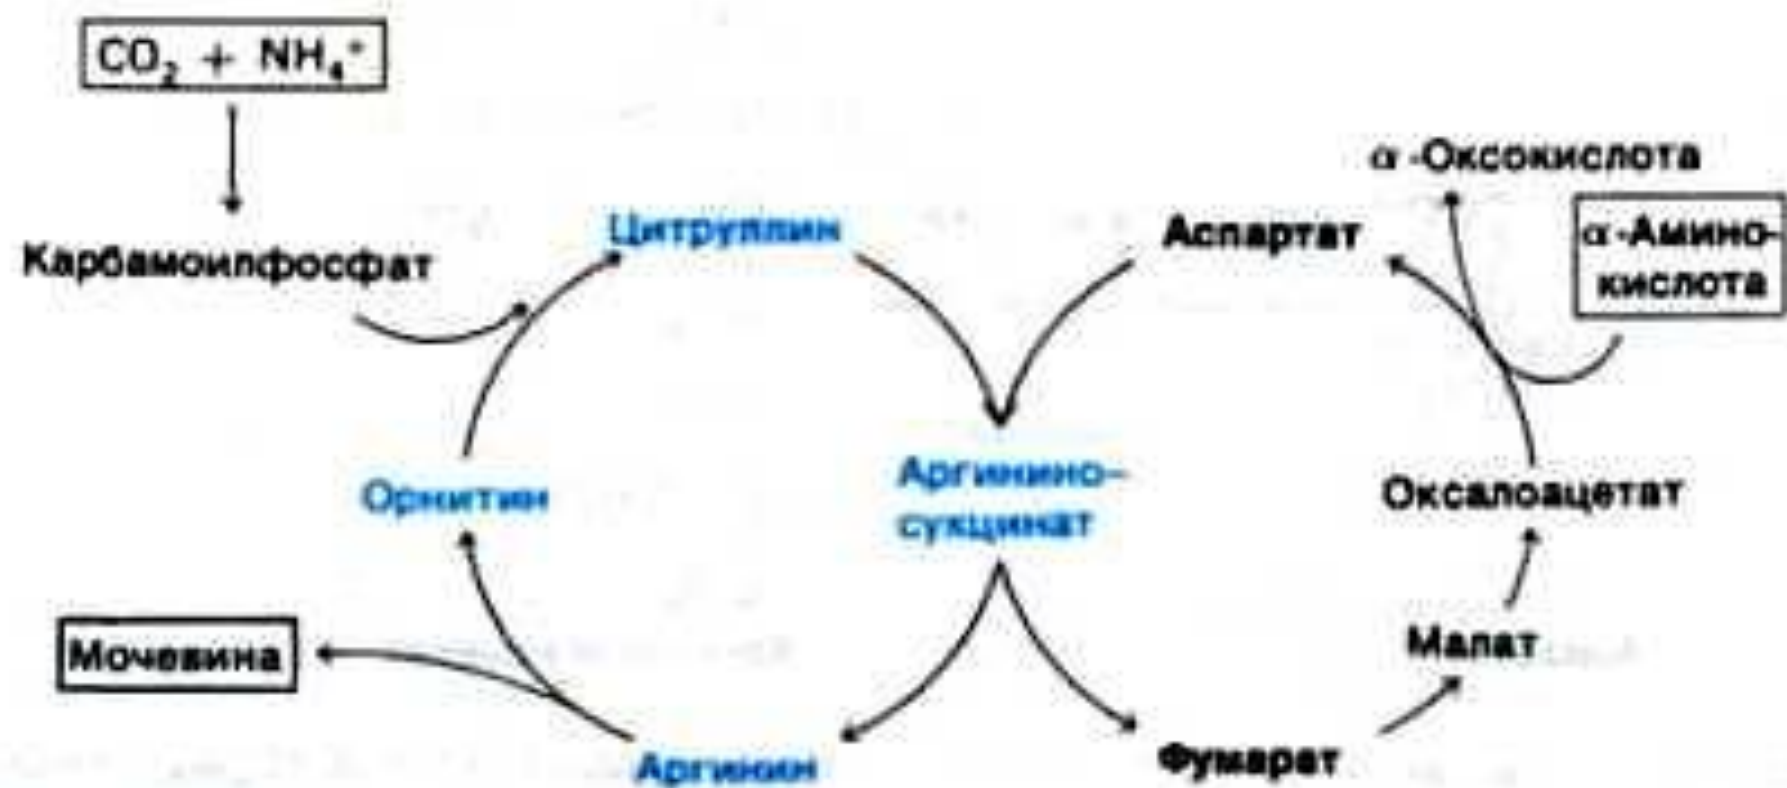 CO₂ + NH₄⁺
α-Оксокислота
α-Амино-
кислота
Карбамоилфосфат
Цитруллин
Аспартат
Орнитин
Аргинино-
сукцинат
Оксалоацетат
Мочевина
Малат
Аргинин
Фумарат